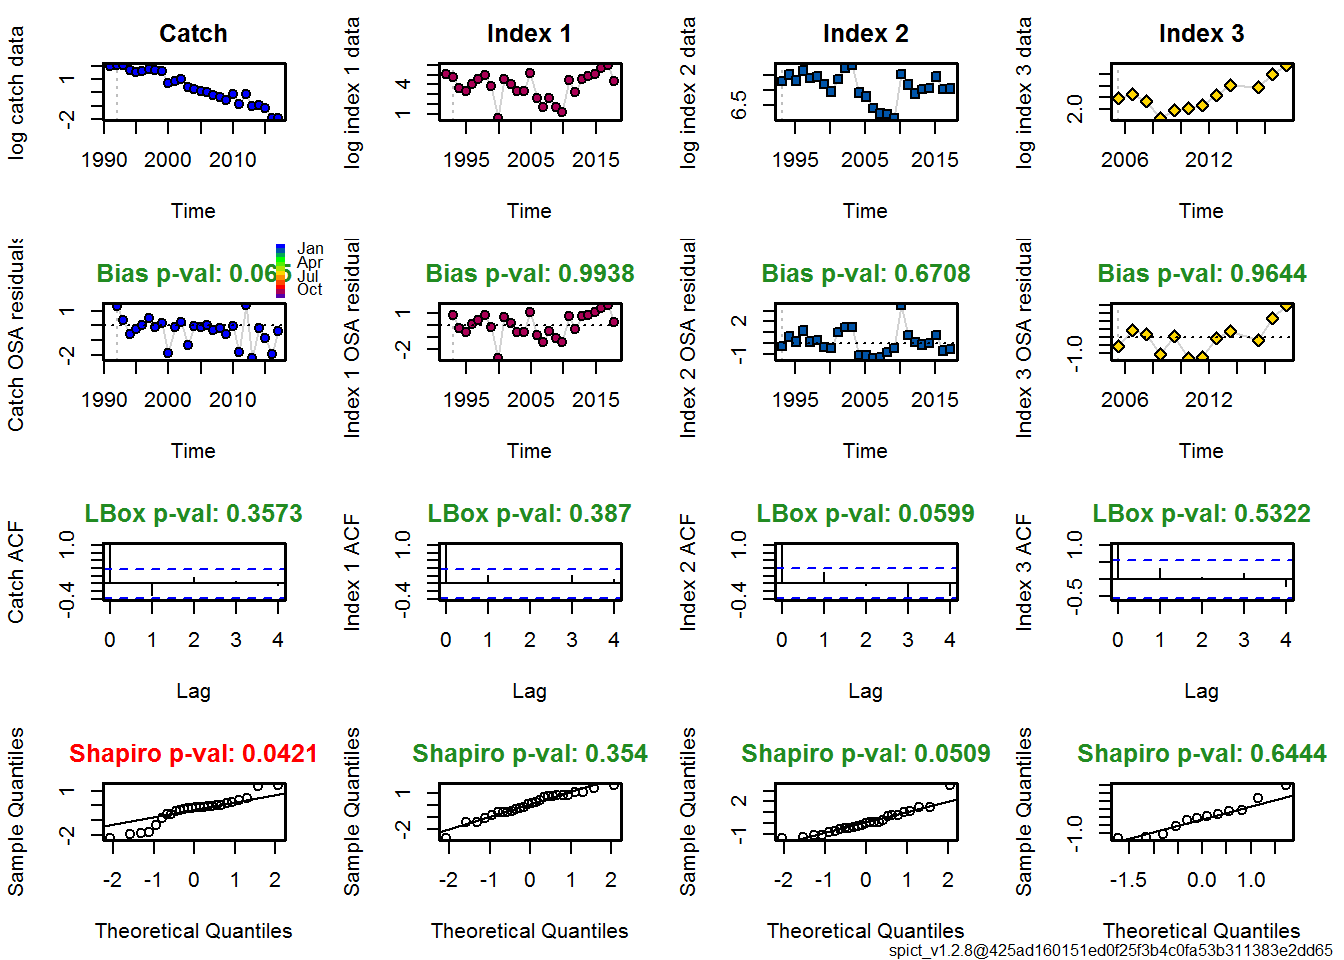 Catch
Index 1
Index 2
Index 3
log catch data
1
-2
1990 2000 2010
Time
log index 1 data
4
1
1995 2005 2015
Time
log index 2 data
6.5
1995 2005 2015
Time
log index 3 data
2.0
2006 2012
Time
Bias p-val: 0.065
Jan
Apr
Jul
Oct
Catch OSA residuals
1
-2
1990 2000 2010
Time
Bias p-val: 0.9938
Index 1 OSA residual
1
-2
1995 2005 2015
Time
Bias p-val: 0.6708
Index 2 OSA residual
2
-1
1995 2005 2015
Time
Bias p-val: 0.9644
Index 3 OSA residual
-1.0
2006 2012
Time
LBox p-val: 0.3573
Catch ACF
1.0
-0.4
0 1 2 3 4
Lag
LBox p-val: 0.387
Index 1 ACF
1.0
-0.4
0 1 2 3 4
Lag
LBox p-val: 0.0599
Index 2 ACF
1.0
-0.4
0 1 2 3 4
Lag
LBox p-val: 0.5322
Index 3 ACF
1.0
-0.5
0 1 2 3 4
Lag
Shapiro p-val: 0.0421
Sample Quantiles
1
-2
-2 -1 0 1 2
Theoretical Quantiles
Shapiro p-val: 0.354
Sample Quantiles
1
-2
-2 -1 0 1 2
Theoretical Quantiles
Shapiro p-val: 0.0509
Sample Quantiles
2
-1
-2 -1 0 1 2
Theoretical Quantiles
Shapiro p-val: 0.6444
Sample Quantiles
-1.0
-1.5 0.0 1.0
Theoretical Quantiles
spict_v1.2.8@425ad160151ed0f25f3b4c0fa53b311383e2dd65